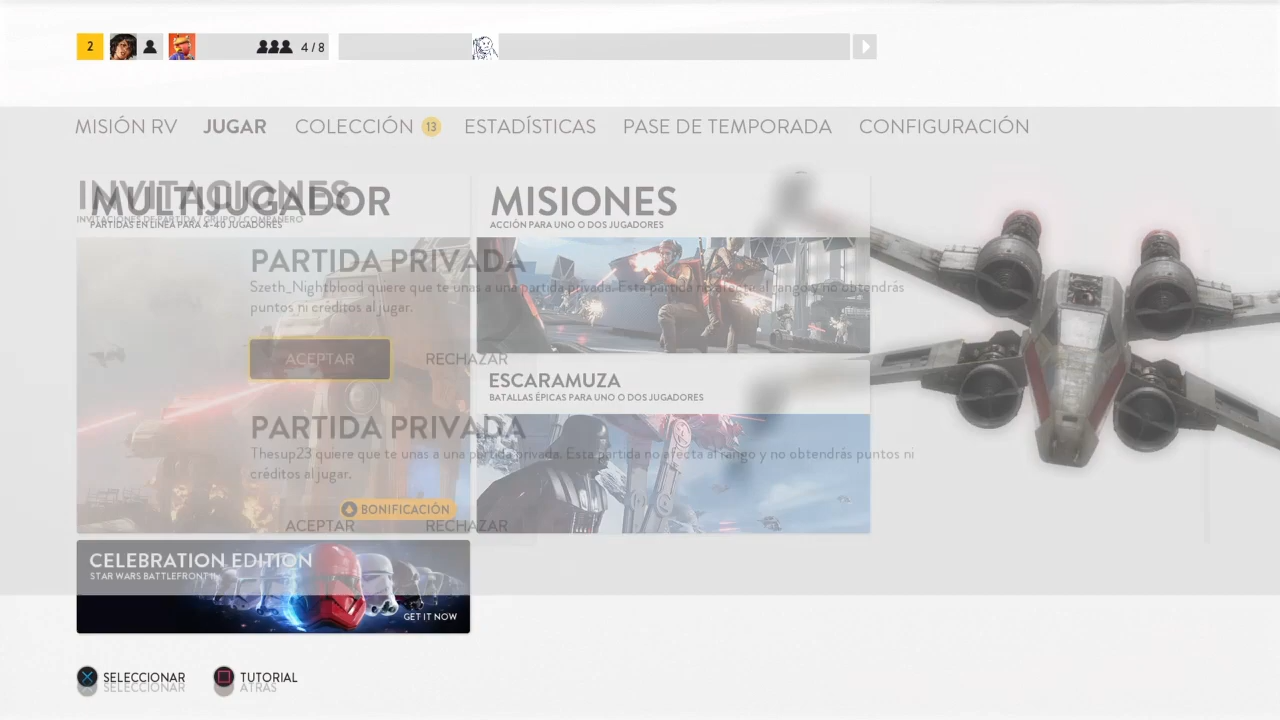 2
4 / 8
MISIÓN RV
JUGAR
COLECCIÓN 13
ESTADÍSTICAS
PASE DE TEMPORADA
CONFIGURACIÓN
INVITACIONES
INVITACIONES DE PARTIDA / GRUPO / COMPAÑERO
MULTIJUGADOR
PARTIDAS EN LÍNEA PARA 4-40 JUGADORES
MISIONES
ACCIÓN PARA UNO O DOS JUGADORES
PARTIDA PRIVADA
Szeth_Nightblood quiere que te unas a una partida privada. Esta partida no afecta al rango y no obtendrás
puntos ni créditos al jugar.
ACEPTAR
RECHAZAR
ESCARAMUZA
BATALLAS ÉPICAS PARA UNO O DOS JUGADORES
PARTIDA PRIVADA
Thesup23 quiere que te unas a una partida privada. Esta partida no afecta al rango y no obtendrás puntos ni
créditos al jugar.
BONIFICACIÓN
ACEPTAR
RECHAZAR
CELEBRATION EDITION
STAR WARS BATTLEFRONT II
GET IT NOW
SELECCIONAR
TUTORIAL
SELECCIONAR
ATRÁS